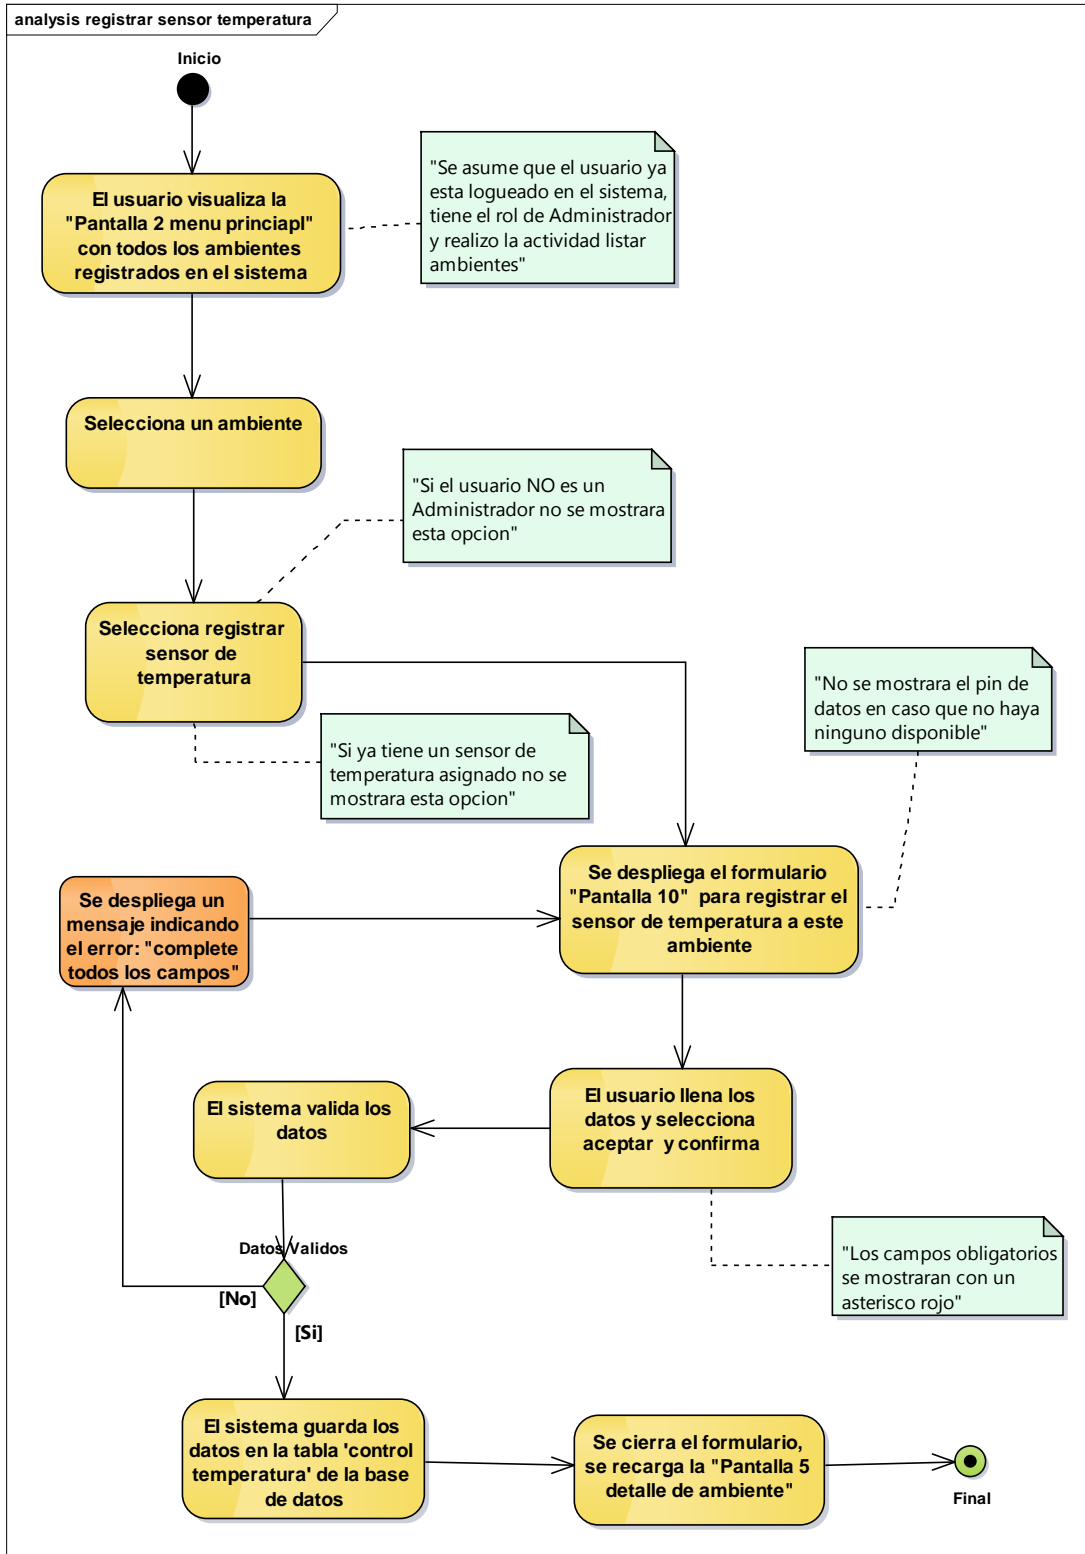 analysis registrar sensor temperatura
Inicio
El usuario visualiza la
"Pantalla 2 menu princiapl"
con todos los ambientes
registrados en el sistema
"Se asume que el usuario ya
esta logueado en el sistema,
tiene el rol de Administrador
y realizo la actividad listar
ambientes"
Selecciona un ambiente
"Si el usuario NO es un
Administrador no se mostrara
esta opcion"
Selecciona registrar
sensor de
temperatura
"No se mostrara el pin de
datos en caso que no haya
ninguno disponible"
"Si ya tiene un sensor de
temperatura asignado no se
mostrara esta opcion"
Se despliega el formulario
"Pantalla 10" para registrar el
sensor de temperatura a este
ambiente
Se despliega un
mensaje indicando
el error: "complete
todos los campos"
El usuario llena los
datos y selecciona
aceptar y confirma
El sistema valida los
datos
"Los campos obligatorios
se mostraran con un
asterisco rojo"
Datos Validos
[No]
[Si]
El sistema guarda los
datos en la tabla 'control
temperatura' de la base
de datos
Se cierra el formulario,
se recarga la "Pantalla 5
detalle de ambiente"
Final